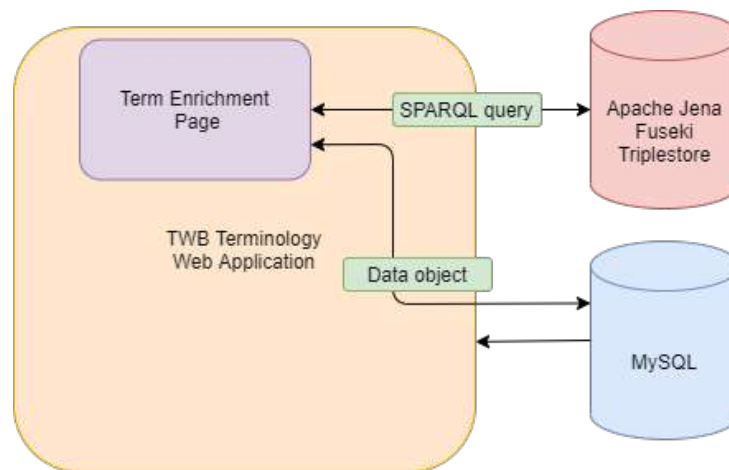 Term Enrichment
Page
SPARQL query
Apache Jena
Fuseki
Triplestore
TWB Terminology
Web Application
Data object
MySQL